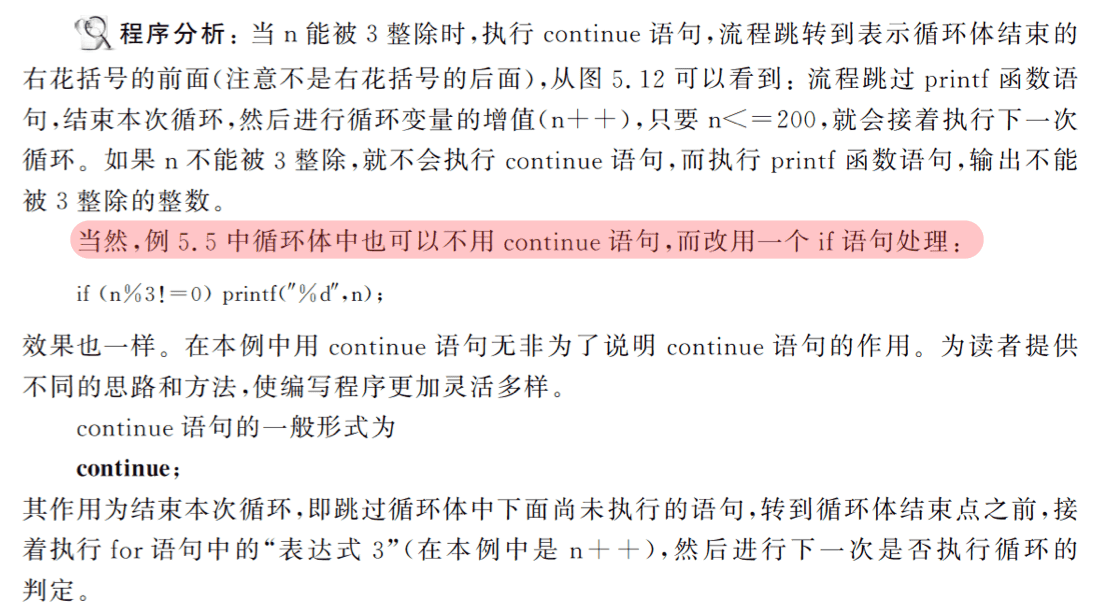 程序分析：当 n 能被 3 整除时,执行 continue 语句,流程跳转到表示循环体结束的
右花括号的前面(注意不是右花括号的后面),从图 5.12 可以看到：流程跳过 printf 函数语
句,结束本次循环,然后进行循环变量的增值(n++),只要 n<=200,就会接着执行下一次
循环。如果 n 不能被 3 整除,就不会执行 continue 语句,而执行 printf 函数语句,输出不能
被 3 整除的整数。
当然,例 5.5 中循环体中也可以不用 continue 语句,而改用一个 if 语句处理：
if (n%3!=0) printf("%d",n);
效果也一样。在本例中用 continue 语句无非为了说明 continue 语句的作用。为读者提供
不同的思路和方法,使编写程序更加灵活多样。
continue 语句的一般形式为
continue;
其作用为结束本次循环,即跳过循环体中下面尚未执行的语句,转到循环体结束点之前,接
着执行 for 语句中的“表达式 3”(在本例中是 n++),然后进行下一次是否执行循环的
判定。